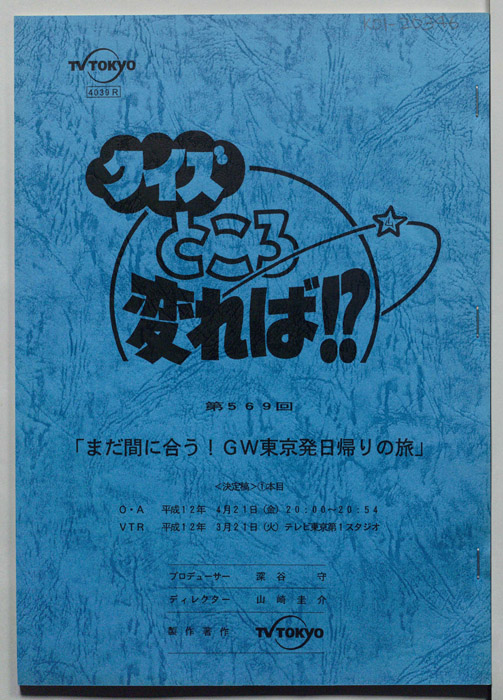 TV TOKYO
4039R
クイズ
ところ
変れば!?
第569回
「まだ間に合う！GW東京発日帰りの旅」
<決定稿>①本目
O・A 平成12年 4月21日（金）20:00～20:54
VTR 平成12年 3月21日（火）テレビ東京第1スタジオ
プロデューサー 深谷 守
ディレクター 山崎圭介
製作著作 TV TOKYO